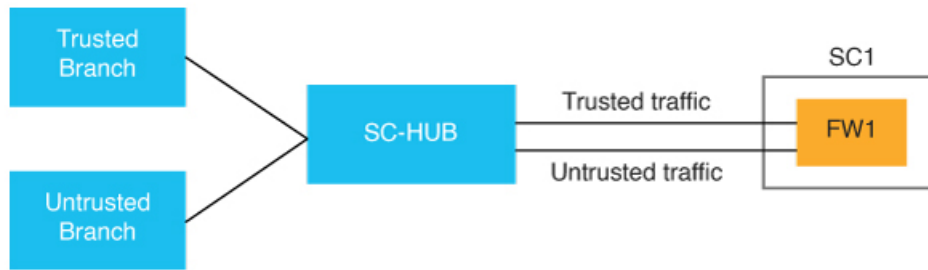 Trusted
Branch
Untrusted
Branch
SC-HUB
Trusted traffic
Untrusted traffic
SC1
FW1